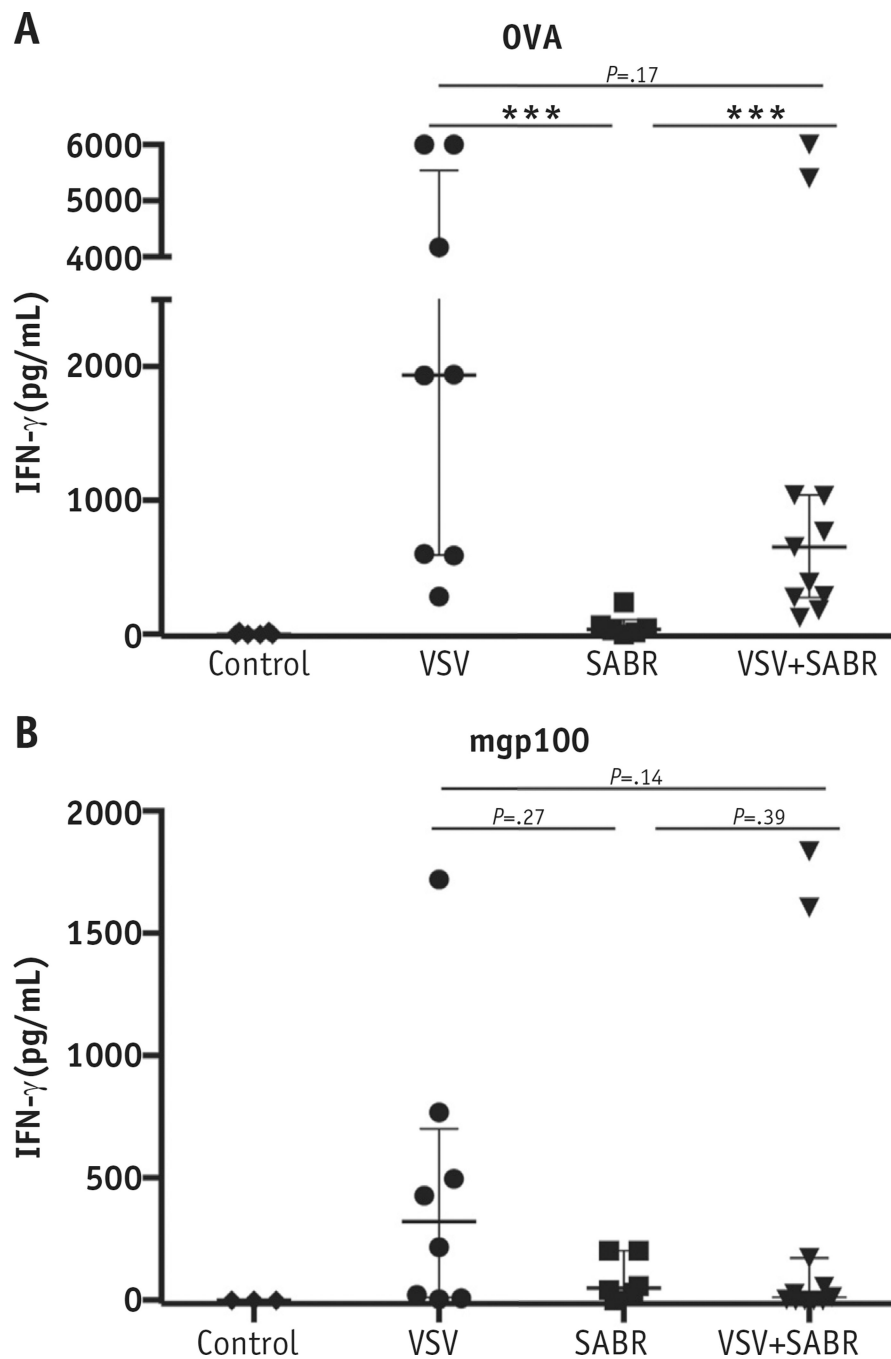 A
OVA
P=.17
*** ***
6000
5000
4000
2000
1000
0
IFN-γ(pg/mL)
Control VSV SABR VSV+SABR
B
mgp100
P=.14
P=.27 P=.39
2000
1500
1000
500
0
IFN-γ(pg/mL)
Control VSV SABR VSV+SABR